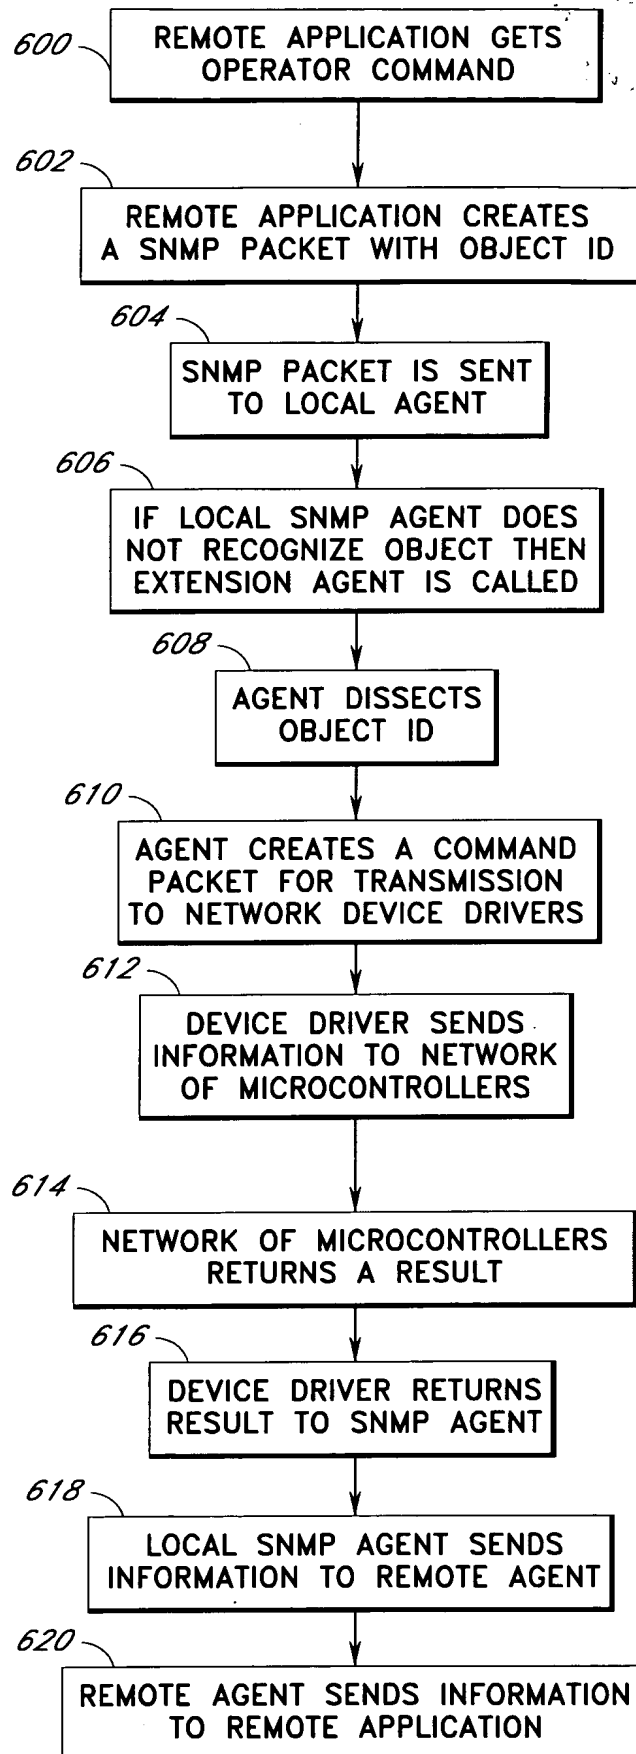 600
REMOTE APPLICATION GETS
OPERATOR COMMAND
602
REMOTE APPLICATION CREATES
A SNMP PACKET WITH OBJECT ID
604
SNMP PACKET IS SENT
TO LOCAL AGENT
606
IF LOCAL SNMP AGENT DOES
NOT RECOGNIZE OBJECT THEN
EXTENSION AGENT IS CALLED
608
AGENT DISSECTS
OBJECT ID
610
AGENT CREATES A COMMAND
PACKET FOR TRANSMISSION
TO NETWORK DEVICE DRIVERS
612
DEVICE DRIVER SENDS
INFORMATION TO NETWORK
OF MICROCONTROLLERS
614
NETWORK OF MICROCONTROLLERS
RETURNS A RESULT
616
DEVICE DRIVER RETURNS
RESULT TO SNMP AGENT
618
LOCAL SNMP AGENT SENDS
INFORMATION TO REMOTE AGENT
620
REMOTE AGENT SENDS INFORMATION
TO REMOTE APPLICATION